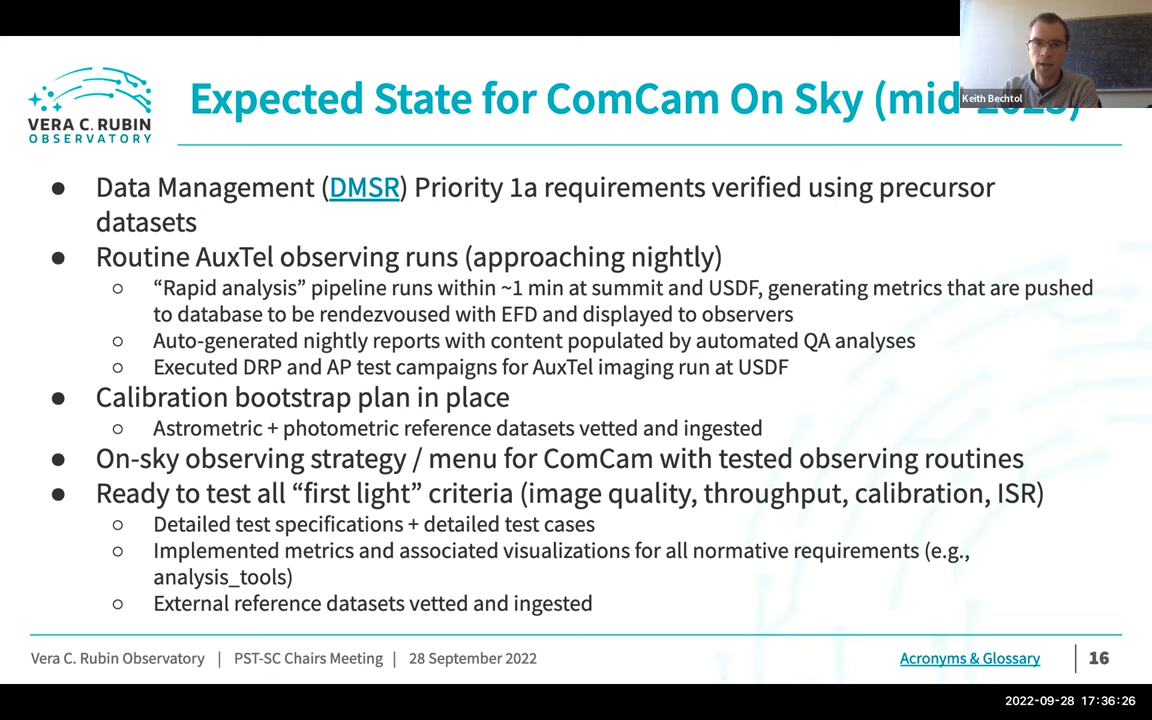 Keith Bechtol
VERA C. RUBIN
OBSERVATORY
Expected State for ComCam On Sky (mid-2023)
● Data Management (DMSR) Priority 1a requirements verified using precursor
datasets
● Routine AuxTel observing runs (approaching nightly)
○ “Rapid analysis” pipeline runs within ~1 min at summit and USDF, generating metrics that are pushed
to database to be rendezvoused with EFD and displayed to observers
○ Auto-generated nightly reports with content populated by automated QA analyses
○ Executed DRP and AP test campaigns for AuxTel imaging run at USDF
● Calibration bootstrap plan in place
○ Astrometric + photometric reference datasets vetted and ingested
● On-sky observing strategy / menu for ComCam with tested observing routines
● Ready to test all “first light” criteria (image quality, throughput, calibration, ISR)
○ Detailed test specifications + detailed test cases
○ Implemented metrics and associated visualizations for all normative requirements (e.g.,
analysis_tools)
○ External reference datasets vetted and ingested
Vera C. Rubin Observatory | PST-SC Chairs Meeting | 28 September 2022
Acronyms & Glossary | 16
2022-09-28 17:36:26